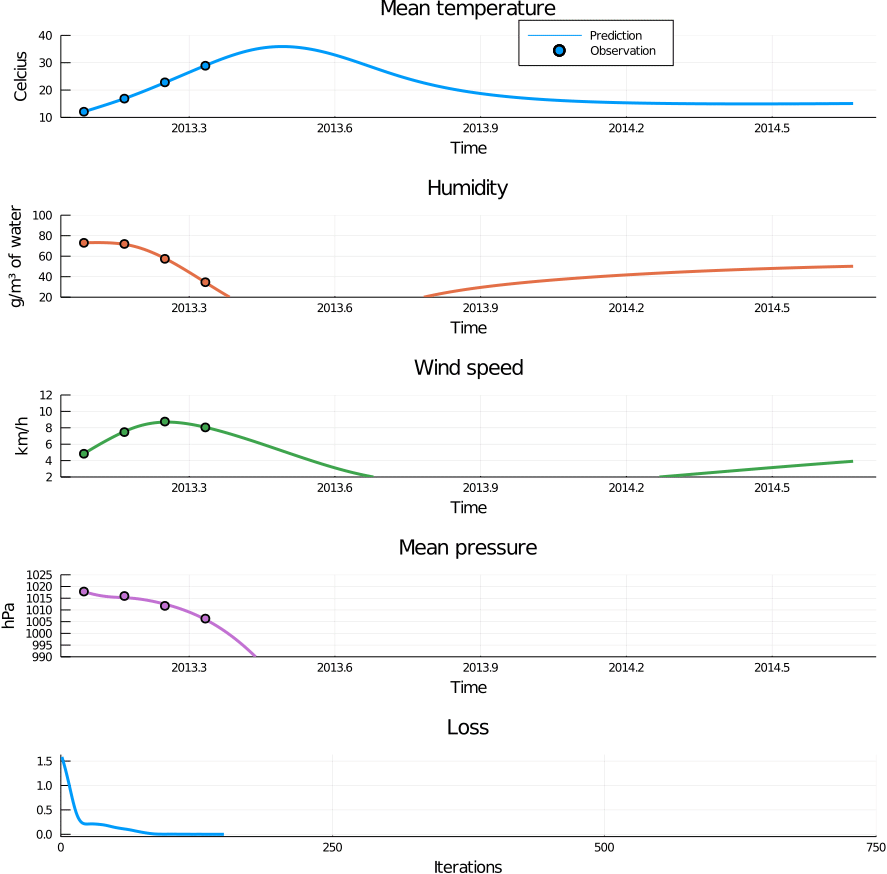 Mean temperature
Prediction
Observation
Celcius
40
30
20
10
2013.3 2013.6 2013.9 2014.2 2014.5
Time
Humidity
g/m³ of water
100
80
60
40
20
2013.3 2013.6 2013.9 2014.2 2014.5
Time
Wind speed
km/h
12
10
8
6
4
2
2013.3 2013.6 2013.9 2014.2 2014.5
Time
Mean pressure
hPa
1025
1020
1015
1010
1005
1000
995
990
2013.3 2013.6 2013.9 2014.2 2014.5
Time
Loss
1.5
1.0
0.5
0.0
0 250 500 750
Iterations